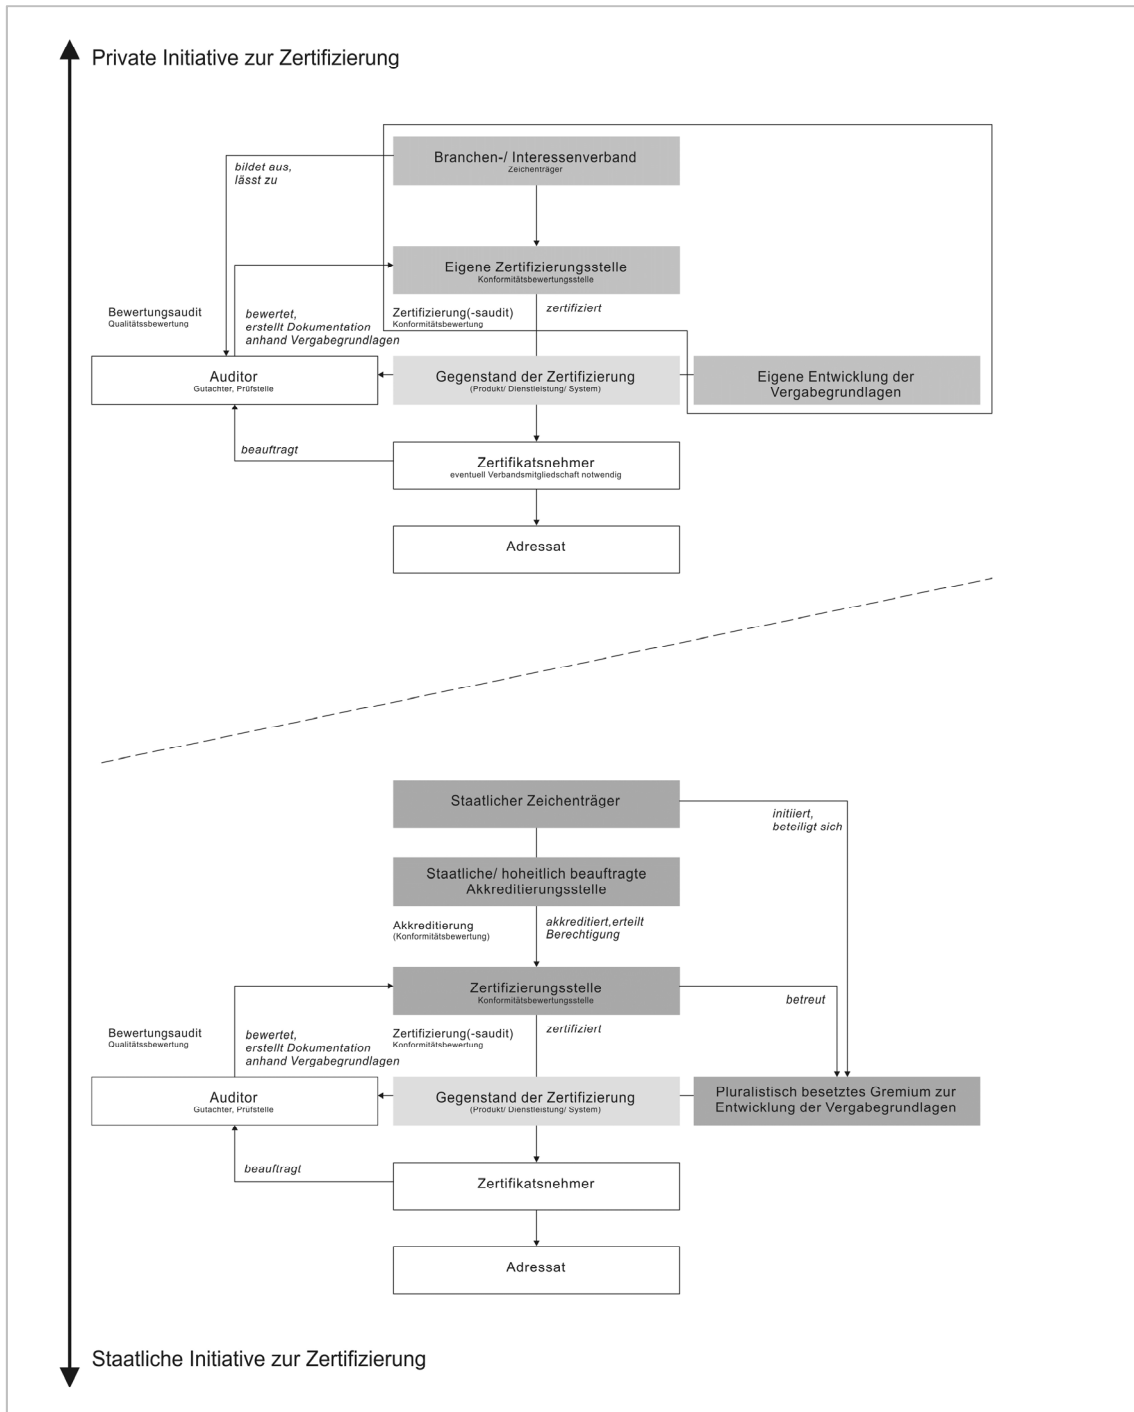 Private Initiative zur Zertifizierung
Branchen-/ Interessenverband
Zeichenträger
bildet aus,
lässt zu
Eigene Zertifizierungsstelle
Konformitätsbewertungsstelle
Bewertungsaudit
Qualitätssbewertung
bewertet,
erstellt Dokumentation
anhand Vergabegrundlagen
Zertifizierung(-saudit)
Konformitätsbewertung
zertifiziert
Auditor
Gutachter, Prüfstelle
Gegenstand der Zertifizierung
(Produkt/ Dienstleistung/ System)
Eigene Entwicklung der
Vergabegrundlagen
beauftragt
Zertifikatsnehmer
eventuell Verbandsmitgliedschaft notwendig
Adressat
Staatlicher Zeichenträger
initiiert,
beteiligt sich
Staatliche/ hoheitlich beauftragte
Akkreditierungsstelle
Akkreditierung
(Konformitätsbewertung)
akkreditiert,erteilt
Berechtigung
Zertifizierungsstelle
Konformitätsbewertungsstelle
betreut
Bewertungsaudit
Qualitätssbewertung
bewertet,
erstellt Dokumentation
anhand Vergabegrundlagen
Zertifizierung(-saudit)
Konformitätsbewertung
zertifiziert
Auditor
Gutachter, Prüfstelle
Gegenstand der Zertifizierung
(Produkt/ Dienstleistung/ System)
Pluralistisch besetztes Gremium zur
Entwicklung der Vergabegrundlagen
beauftragt
Zertifikatsnehmer
Adressat
Staatliche Initiative zur Zertifizierung